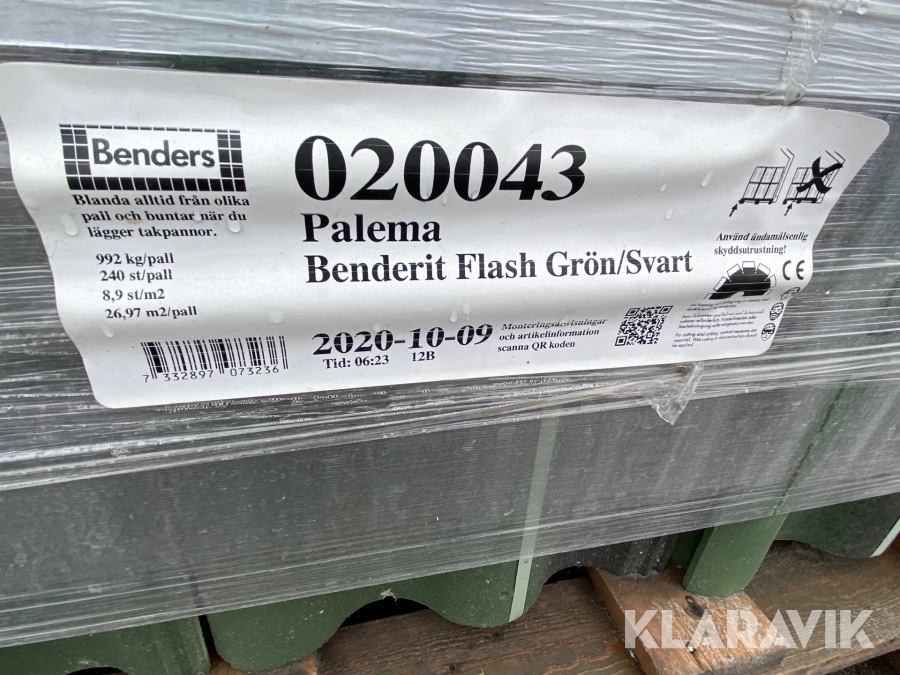 Benders
Blanda alltid från olika
pall och buntar när du
lägger takpannor.
992 kg/pall
240 st/pall
8,9 st/m2
26,97 m2/pall
7 332897 073236
020043
Palema
Benderit Flash Grön/Svart
2020-10-09
Tid: 06:23 12B
Monteringsanvisningar
och artikelinformation
scanna QR koden
Använd ändamålsenlig
skyddsutrustning!
CE
KLARAVIK